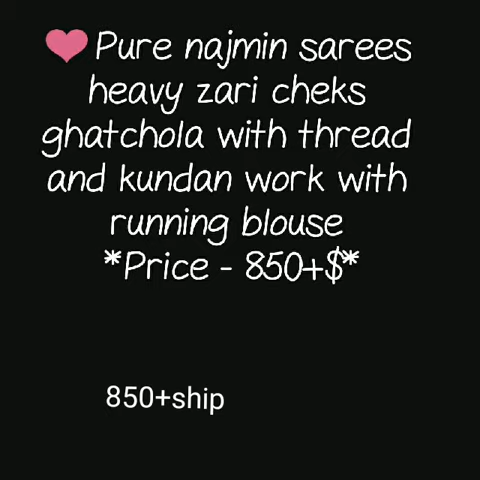 ❤Pure najmin sarees
heavy zari cheks
ghatchola with thread
and kundan work with
running blouse
*Price - 850+$*
850+ship